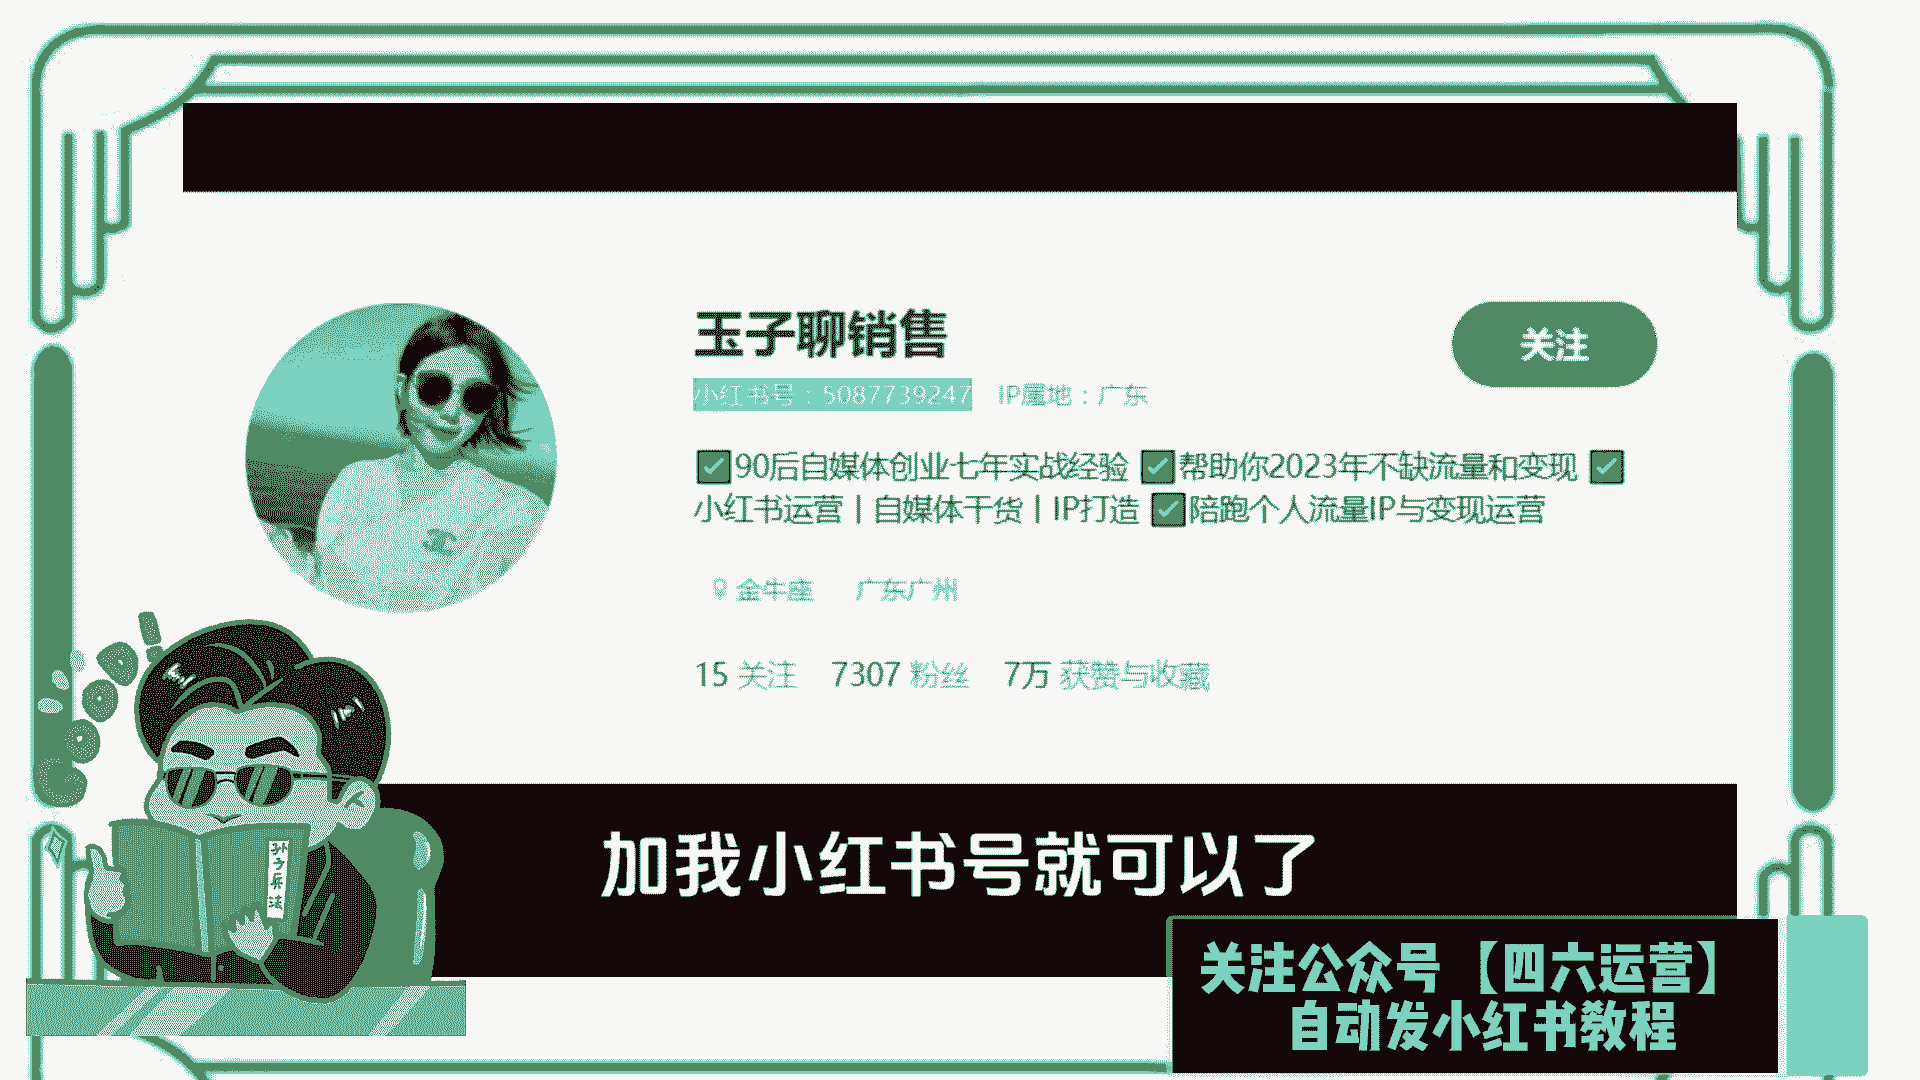 玉子聊销售
关注
小红书号：5087739247 IP属地：广东
90后自媒体创业七年实战经验 帮助你2023年不缺流量和变现
小红书运营丨自媒体干货丨IP打造 陪跑个人流量IP与变现运营
金牛座 广东广州
15 关注 7307 粉丝 7万 获赞与收藏
孙子兵法
加我小红书号就可以了
关注公众号【四六运营】
自动发小红书教程